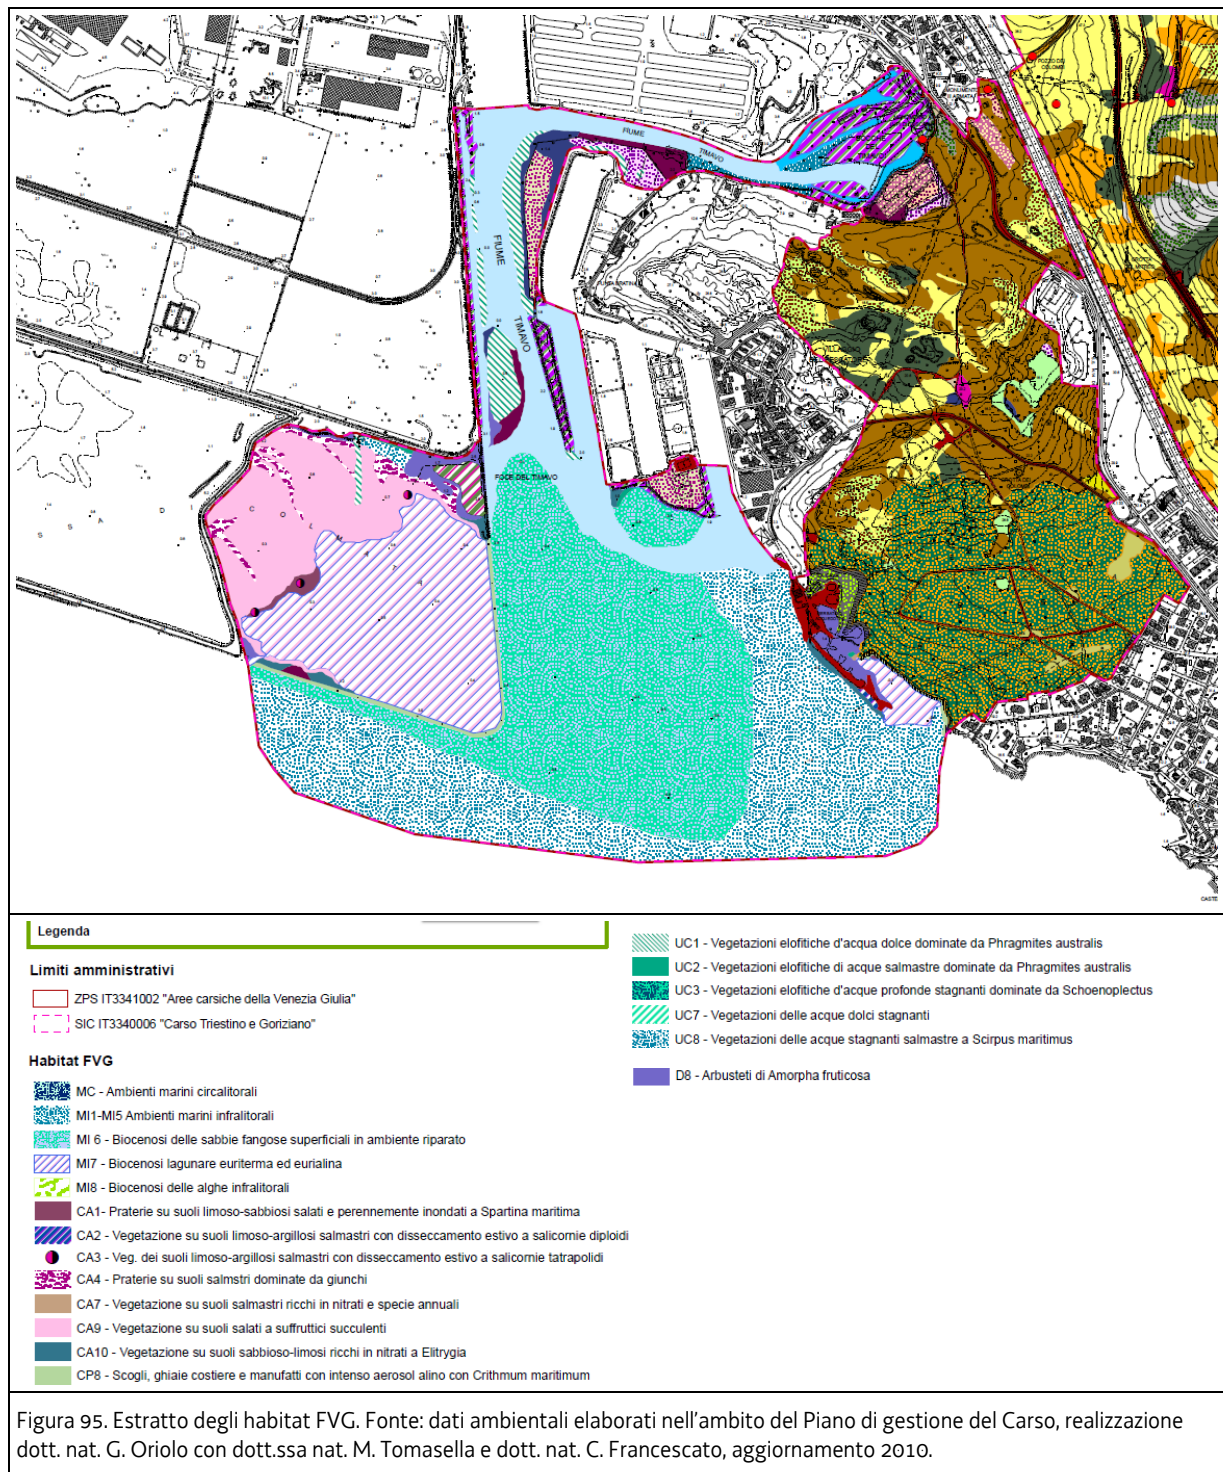 POZZO DEI
COLOMBI
MONUMENTO
III ARMATA
FIUME
TIMAVO
FIUME
TIMAVO
FOCE DEL TIMAVO
GROTTA DEI
S S A D I
C O L M A T A
CASTE
Legenda
Limiti amministrativi
ZPS IT3341002 "Aree carsiche della Venezia Giulia"
SIC IT3340006 "Carso Triestino e Goriziano"
Habitat FVG
MC - Ambienti marini circalitorali
MI1-MI5 Ambienti marini infralitorali
MI 6 - Biocenosi delle sabbie fangose superficiali in ambiente riparato
MI7 - Biocenosi lagunare euriterma ed eurialina
MI8 - Biocenosi delle alghe infralitorali
CA1- Praterie su suoli limoso-sabbiosi salati e perennemente inondati a Spartina maritima
CA2 - Vegetazione su suoli limoso-argillosi salmastri con disseccamento estivo a salicornie diploidi
CA3 - Veg. dei suoli limoso-argillosi salmastri con disseccamento estivo a salicornie tatrapolidi
CA4 - Praterie su suoli salmstri dominate da giunchi
CA7 - Vegetazione su suoli salmastri ricchi in nitrati e specie annuali
CA9 - Vegetazione su suoli salati a suffruttici succulenti
CA10 - Vegetazione su suoli sabbioso-limosi ricchi in nitrati a Elitrygia
CP8 - Scogli, ghiaie costiere e manufatti con intenso aerosol alino con Crithmum maritimum
UC1 - Vegetazioni elofitiche d'acqua dolce dominate da Phragmites australis
UC2 - Vegetazioni elofitiche di acque salmastre dominate da Phragmites australis
UC3 - Vegetazioni elofitiche d'acque profonde stagnanti dominate da Schoenoplectus
UC7 - Vegetazioni delle acque dolci stagnanti
UC8 - Vegetazioni delle acque stagnanti salmastre a Scirpus maritimus
D8 - Arbusteti di Amorpha fruticosa
Figura 95. Estratto degli habitat FVG. Fonte: dati ambientali elaborati nell'ambito del Piano di gestione del Carso, realizzazione
dott. nat. G. Oriolo con dott.ssa nat. M. Tomasella e dott. nat. C. Francescato, aggiornamento 2010.